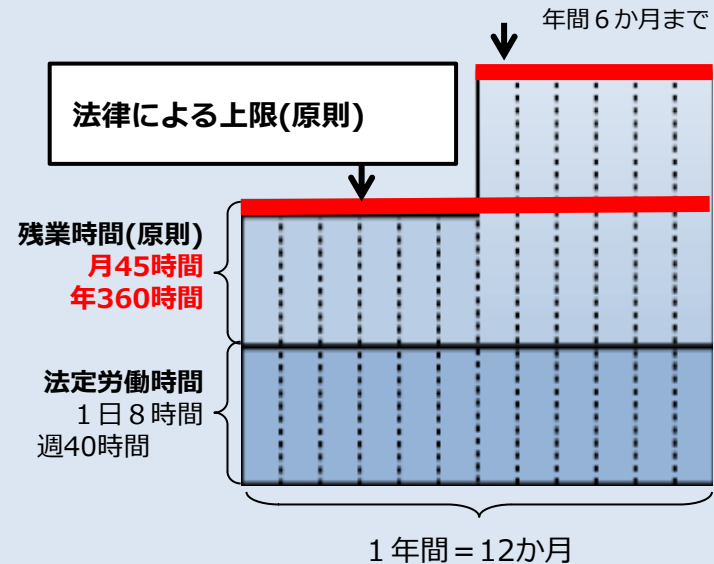 年間６か月まで
法律による上限(原則)
残業時間(原則)
月45時間
年360時間
法定労働時間
１日８時間
週40時間
１年間＝12か月